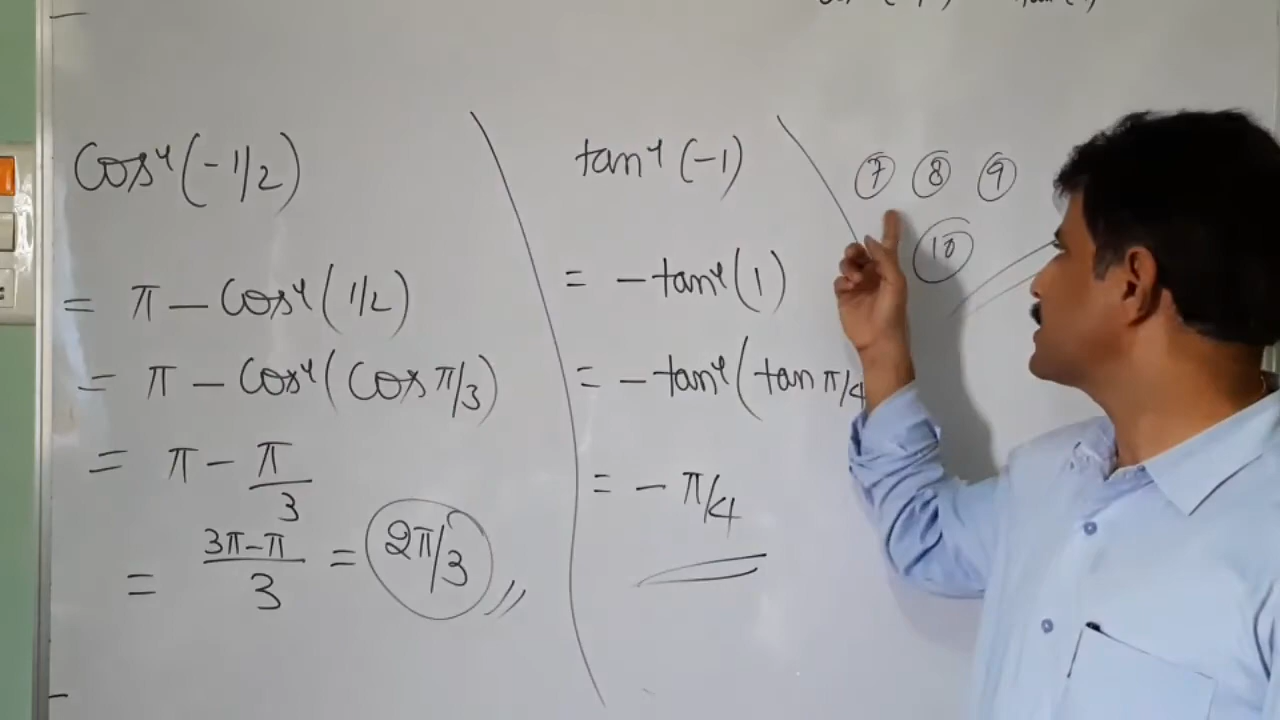 cos⁻¹(-1/2)
= π - cos⁻¹(1/2)
= π - cos⁻¹(cos π/3)
= π - π/3
= 3π-π/3 = 2π/3
tan⁻¹(-1)
= -tan⁻¹(1)
= -tan⁻¹(tan π/4
= -π/4
7 8 9
10